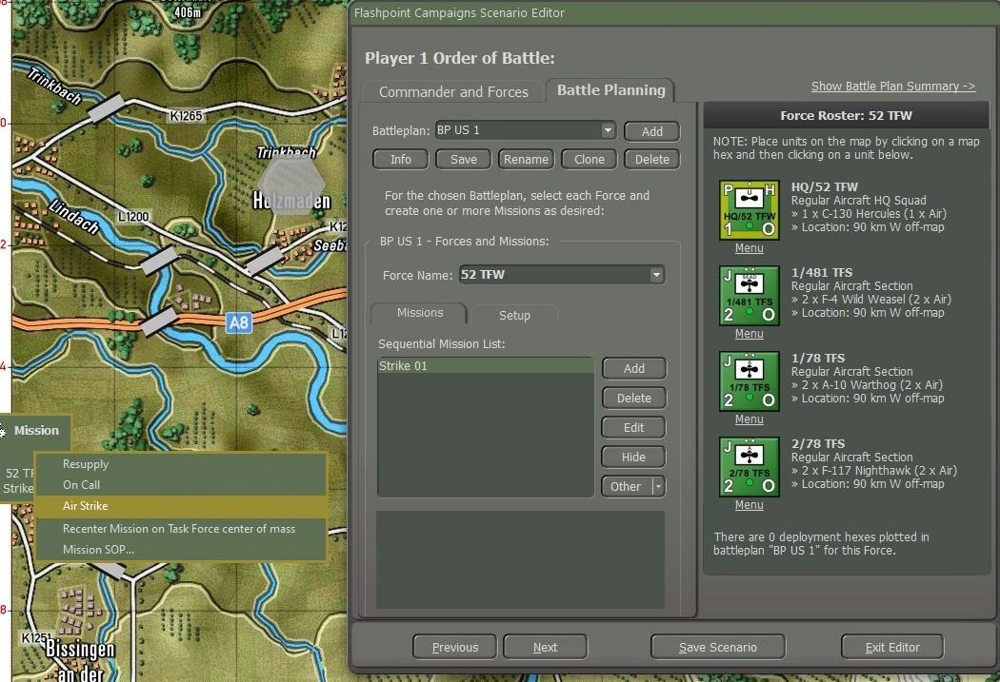 406m
Trinkbach
K1265
Trinkbach
Holzmaden
Lindach
L1200
K12
Seeb
A8
L12
0
2
4
8
Mission
52 TF
Strike
Resupply
On Call
Air Strike
Recenter Mission on Task Force center of mass
Mission SOP...
K1251
Bissingen
an der
Flashpoint Campaigns Scenario Editor
Player 1 Order of Battle:
Commander and Forces
Battle Planning
Show Battle Plan Summary ->
Battleplan: BP US 1
Add
Info Save Rename Clone Delete
For the chosen Battleplan, select each Force and
create one or more Missions as desired:
BP US 1 - Forces and Missions:
Force Name: 52 TFW
Missions
Setup
Sequential Mission List:
Strike 01
Add
Delete
Edit
Hide
Other
Force Roster: 52 TFW
NOTE: Place units on the map by clicking on a map
hex and then clicking on a unit below.
P U H
HQ/52 TFW
1 O
HQ/52 TFW
Regular Aircraft HQ Squad
» 1 x C-130 Hercules (1 x Air)
» Location: 90 km W off-map
Menu
J SEAD
1/481 TFS
2 O
1/481 TFS
Regular Aircraft Section
» 2 x F-4 Wild Weasel (2 x Air)
» Location: 90 km W off-map
Menu
J A
1/78 TFS
2 O
1/78 TFS
Regular Aircraft Section
» 2 x A-10 Warthog (2 x Air)
» Location: 90 km W off-map
Menu
J A
2/78 TFS
2 O
2/78 TFS
Regular Aircraft Section
» 2 x F-117 Nighthawk (2 x Air)
» Location: 90 km W off-map
Menu
There are 0 deployment hexes plotted in
battleplan "BP US 1" for this Force.
Previous
Next
Save Scenario
Exit Editor